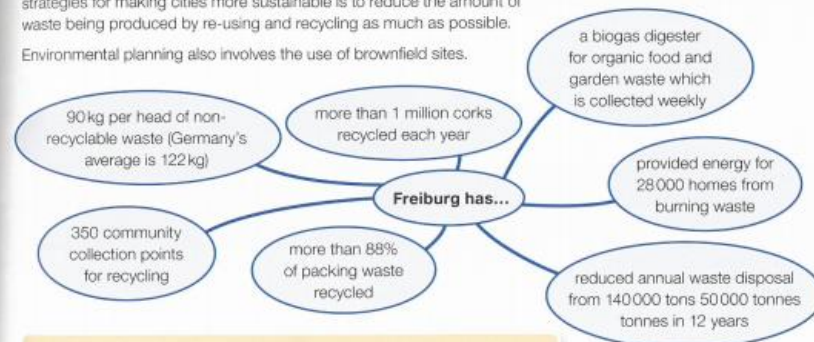 strategies for making cities more sustainable is to reduce the amount of
waste being produced by re-using and recycling as much as possible.
Environmental planning also involves the use of brownfield sites.
a biogas digester
for organic food and
garden waste which
is collected weekly
90 kg per head of non-
recyclable waste (Germany's
average is 122 kg)
more than 1 million corks
recycled each year
provided energy for
28 000 homes from
burning waste
Freiburg has...
350 community
collection points
for recycling
more than 88%
of packing waste
recycled
reduced annual waste disposal
from 140 000 tons 50 000 tonnes
tonnes in 12 years